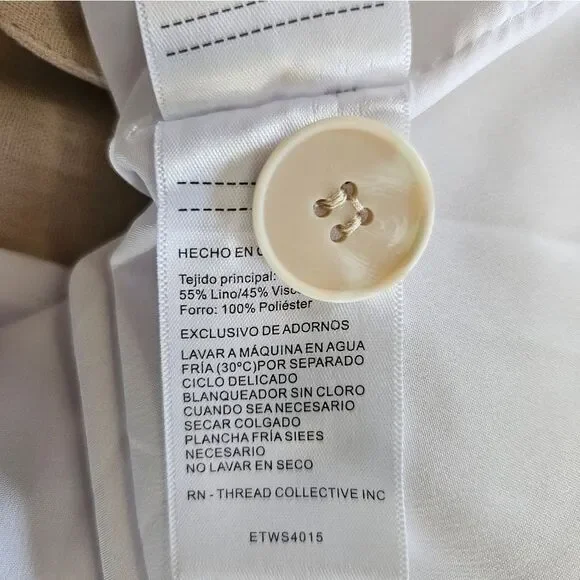 HECHO EN
Tejido principal:
55% Lino/45%
Forro: 100% Poliéster
EXCLUSIVO DE ADORNOS
LAVAR A MÁQUINA EN AGUA
FRÍA (30ºC)POR SEPARADO
CICLO DELICADO
BLANQUEADOR SIN CLORO
CUANDO SEA NECESARIO
SECAR COLGADO
PLANCHA FRÍA SIEES
NECESARIO
NO LAVAR EN SECO
RN - THREAD COLLECTIVE INC
ETWS4015